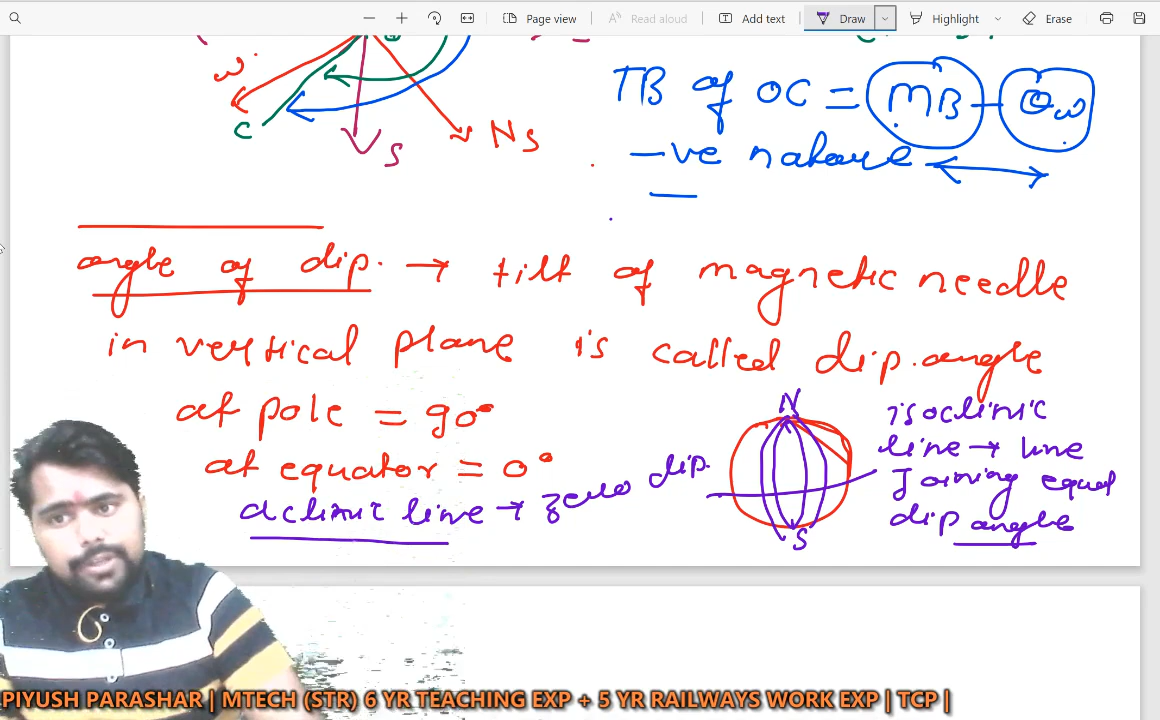 Page view
Read aloud
Add text
Draw
Highlight
Erase
W
C
S
NS
TB of OC = MB - θw
-ve nature
angle of dip. → tilt of magnetic needle
in vertical plane is called dip. angle
at pole = 90°
at equator = 0°
aclinic line → zero dip.
N
S
isoclinic
line → line
Joining equal
dip angle
PIYUSH PARASHAR | MTECH (STR) 6 YR TEACHING EXP + 5 YR RAILWAYS WORK EXP | TCP |